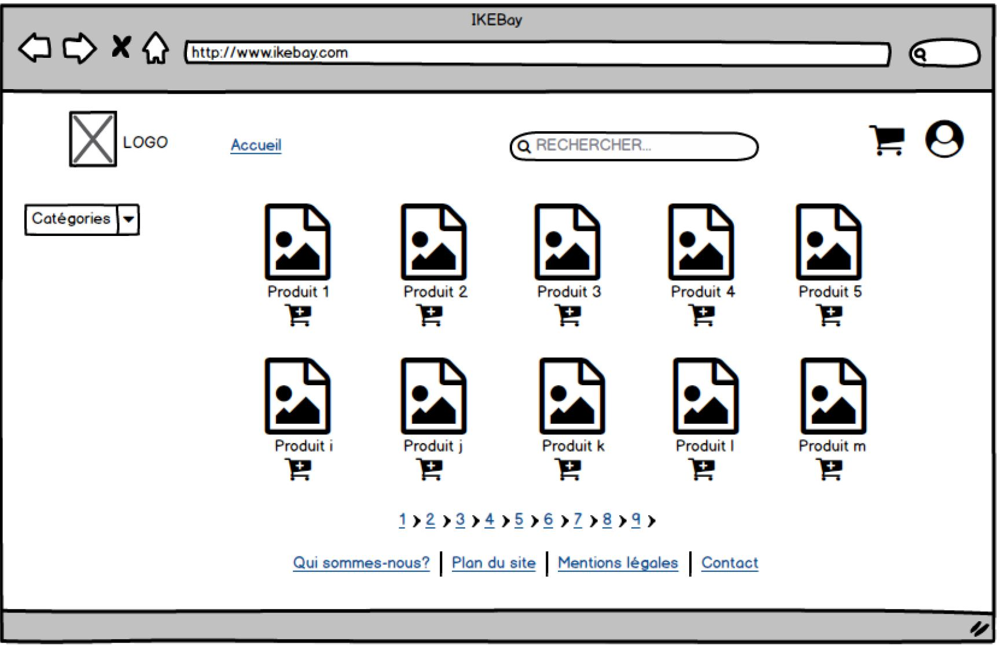 IKEBay
http://www.ikebay.com
LOGO
Accueil
RECHERCHER...
Catégories
Produit 1 Produit 2 Produit 3 Produit 4 Produit 5
Produit i Produit j Produit k Produit l Produit m
1 2 3 4 5 6 7 8 9
Qui sommes-nous? | Plan du site | Mentions légales | Contact